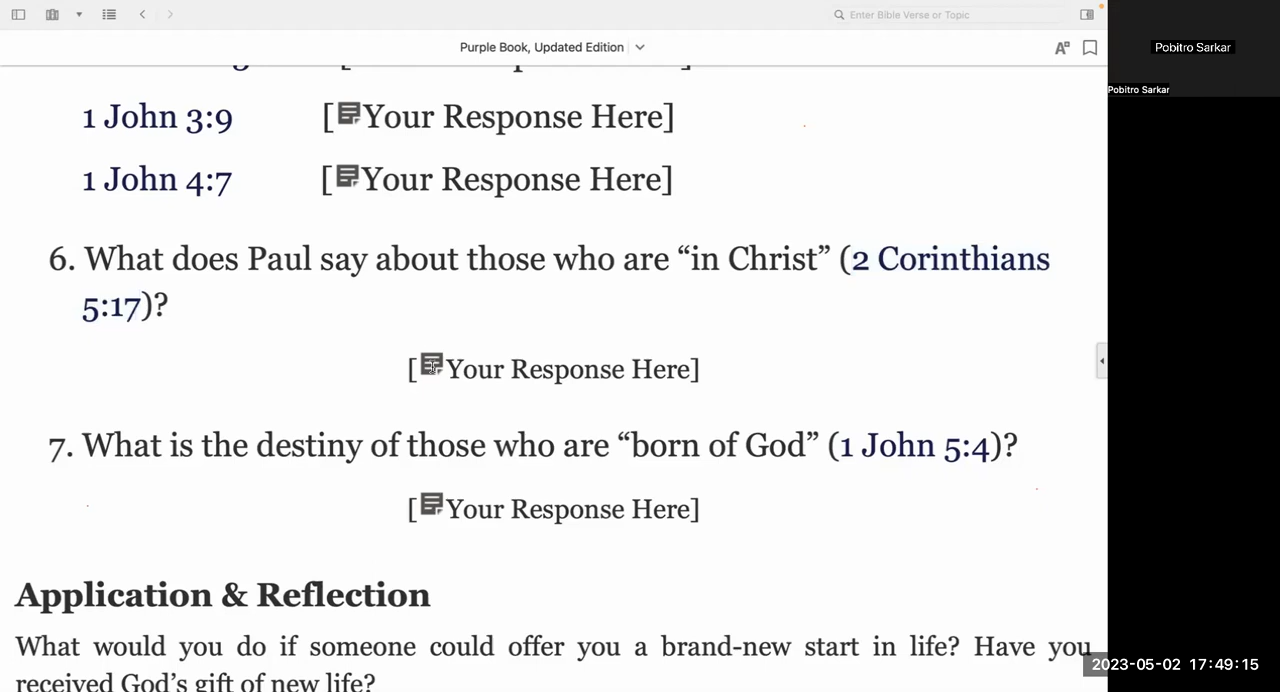 Enter Bible Verse or Topic
Purple Book, Updated Edition
Pobitro Sarkar
Pobitro Sarkar
1 John 3:9 [Your Response Here]
1 John 4:7 [Your Response Here]
6. What does Paul say about those who are “in Christ” (2 Corinthians
5:17)?
[Your Response Here]
7. What is the destiny of those who are “born of God” (1 John 5:4)?
[Your Response Here]
Application & Reflection
What would you do if someone could offer you a brand-new start in life? Have you
received God’s gift of new life?
2023-05-02 17:49:15